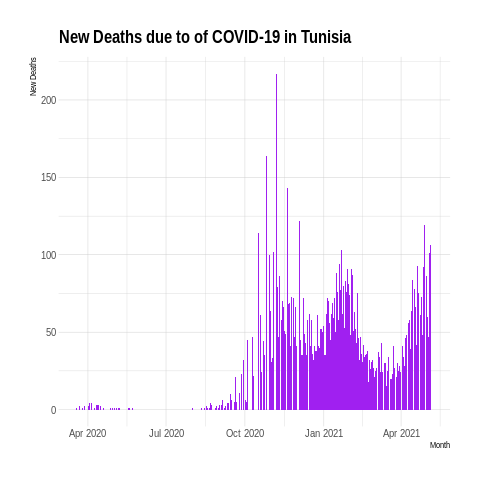 New Deaths due to of COVID-19 in Tunisia
New Deaths
200
150
100
50
0
Apr 2020 Jul 2020 Oct 2020 Jan 2021 Apr 2021
Month